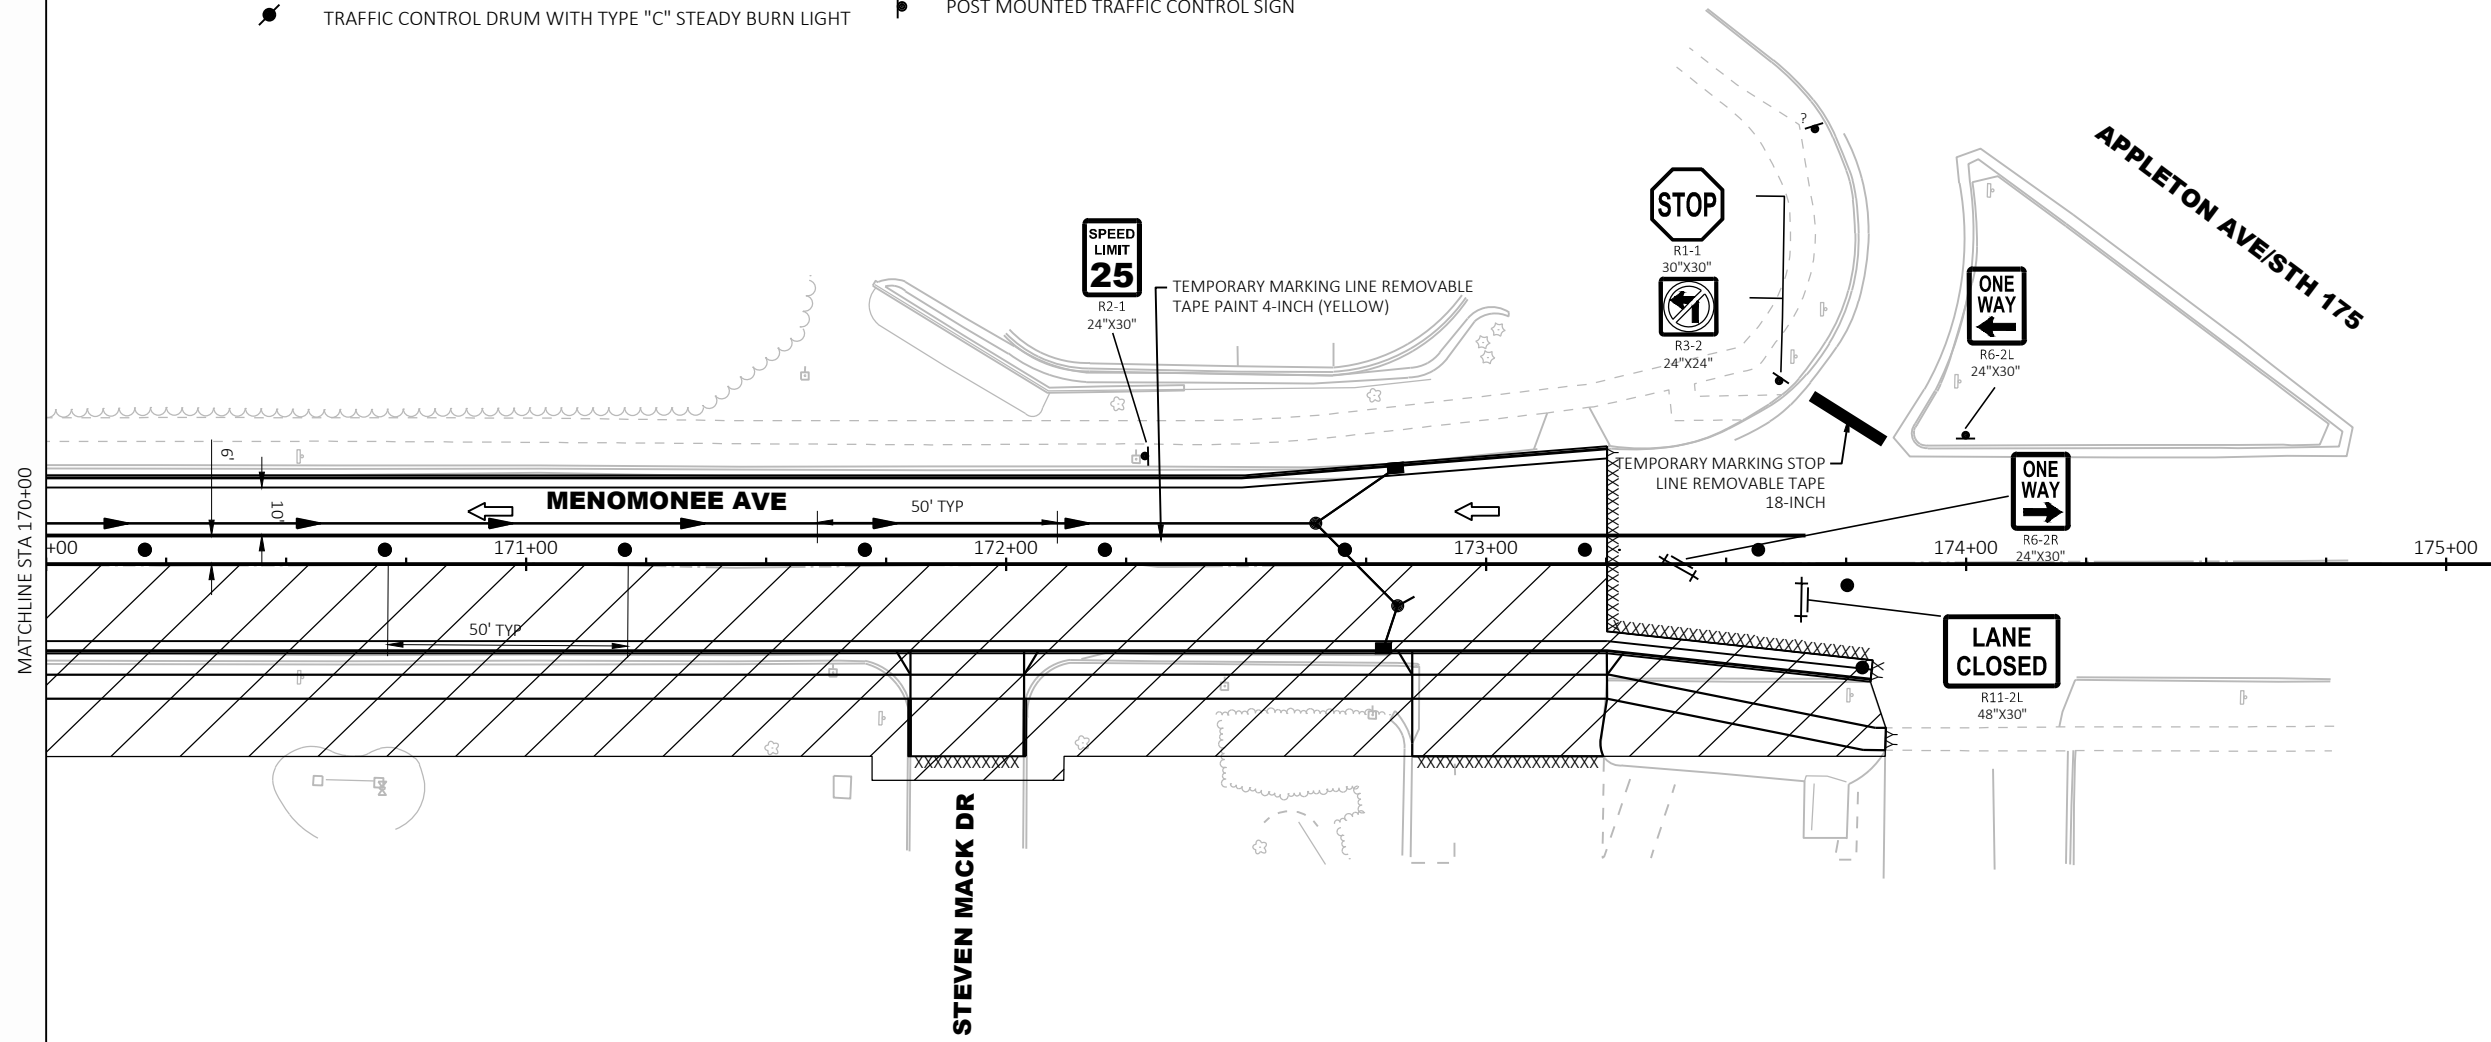 TRAFFIC CONTROL DRUM WITH TYPE "C" STEADY BURN LIGHT
POST MOUNTED TRAFFIC CONTROL SIGN
?
APPLETON AVE/STH 175
STOP
R1-1
30"X30"
R3-2
24"X24"
SPEED
LIMIT
25
R2-1
24"X30"
TEMPORARY MARKING LINE REMOVABLE
TAPE PAINT 4-INCH (YELLOW)
ONE
WAY
R6-2L
24"X30"
TEMPORARY MARKING STOP
LINE REMOVABLE TAPE
18-INCH
ONE
WAY
R6-2R
24"X30"
6'
10'
MENOMONEE AVE
50' TYP
MATCHLINE STA 170+00
+00
171+00
172+00
173+00
174+00
175+00
50' TYP
LANE
CLOSED
R11-2L
48"X30"
STEVEN MACK DR